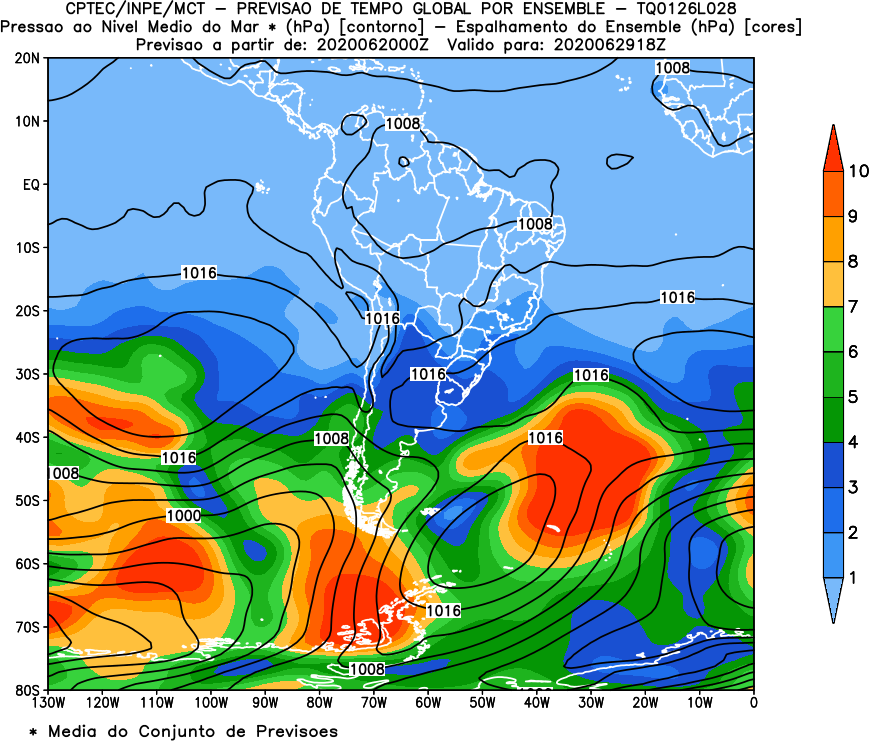 CPTEC/INPE/MCT – PREVISAO DE TEMPO GLOBAL POR ENSEMBLE – TQ0126L028
Pressao ao Nivel Medio do Mar * (hPa) [contorno] – Espalhamento do Ensemble (hPa) [cores]
Previsao a partir de: 2020062000Z Valido para: 2020062918Z
20N
1008
10N
1008
EQ
1008
10S
1016
1016
20S
1016
30S
1016
1016
40S
1008
1016
1016
1008
50S
1000
60S
1016
70S
1008
80S
130W 120W 110W 100W 90W 80W 70W 60W 50W 40W 30W 20W 10W 0
10
9
8
7
6
5
4
3
2
1
* Media do Conjunto de Previsoes